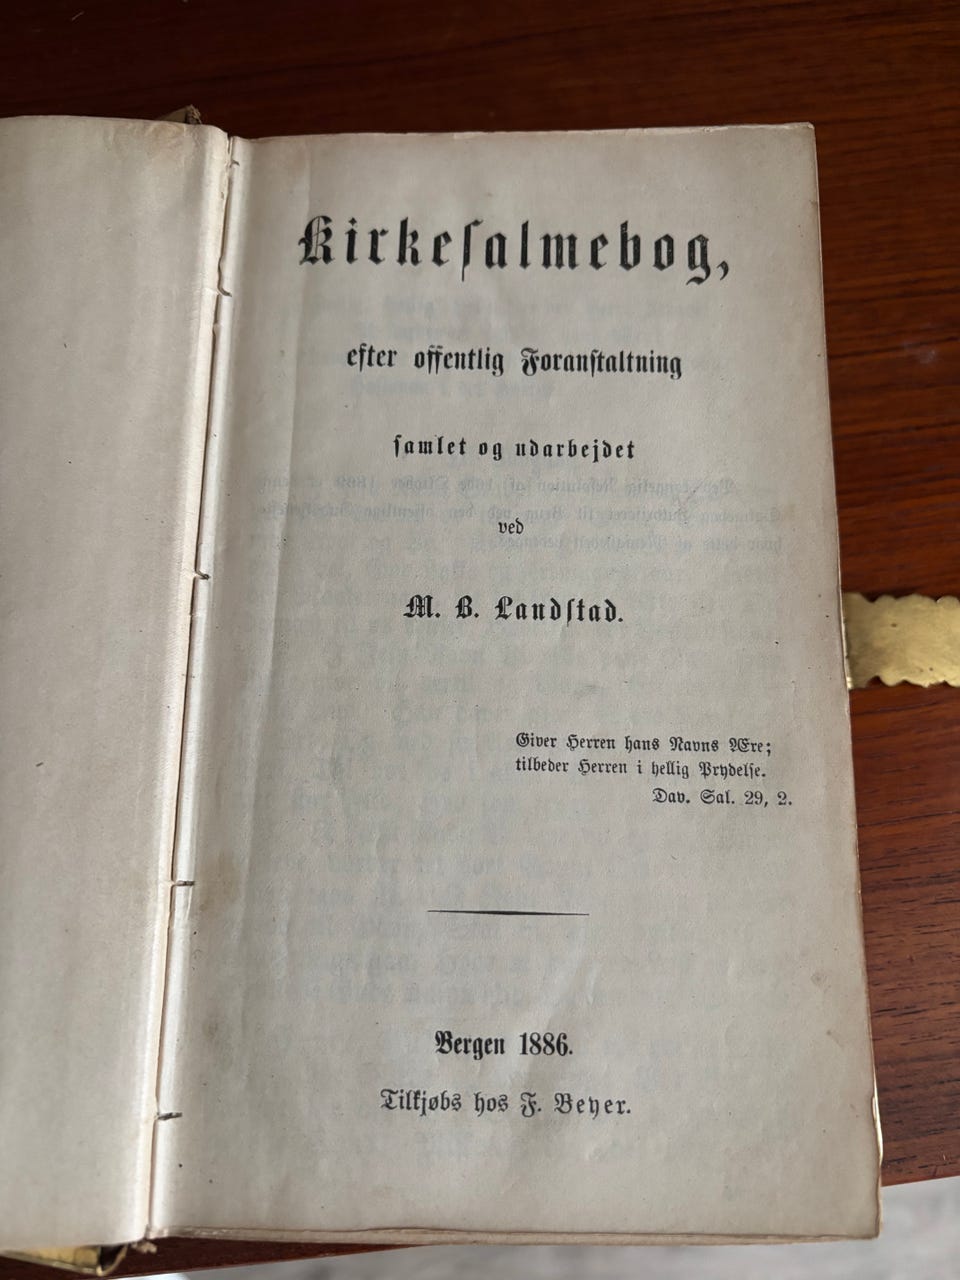 Kirkesalmebog,
efter offentlig Foranstaltning
samlet og udarbejdet
ved
M. B. Landstad.
Giver Herren hans Navns Ære;
tilbeder Herren i hellig Prydelse.
Dav. Sal. 29, 2.
Bergen 1886.
Tilkjøbs hos F. Beyer.